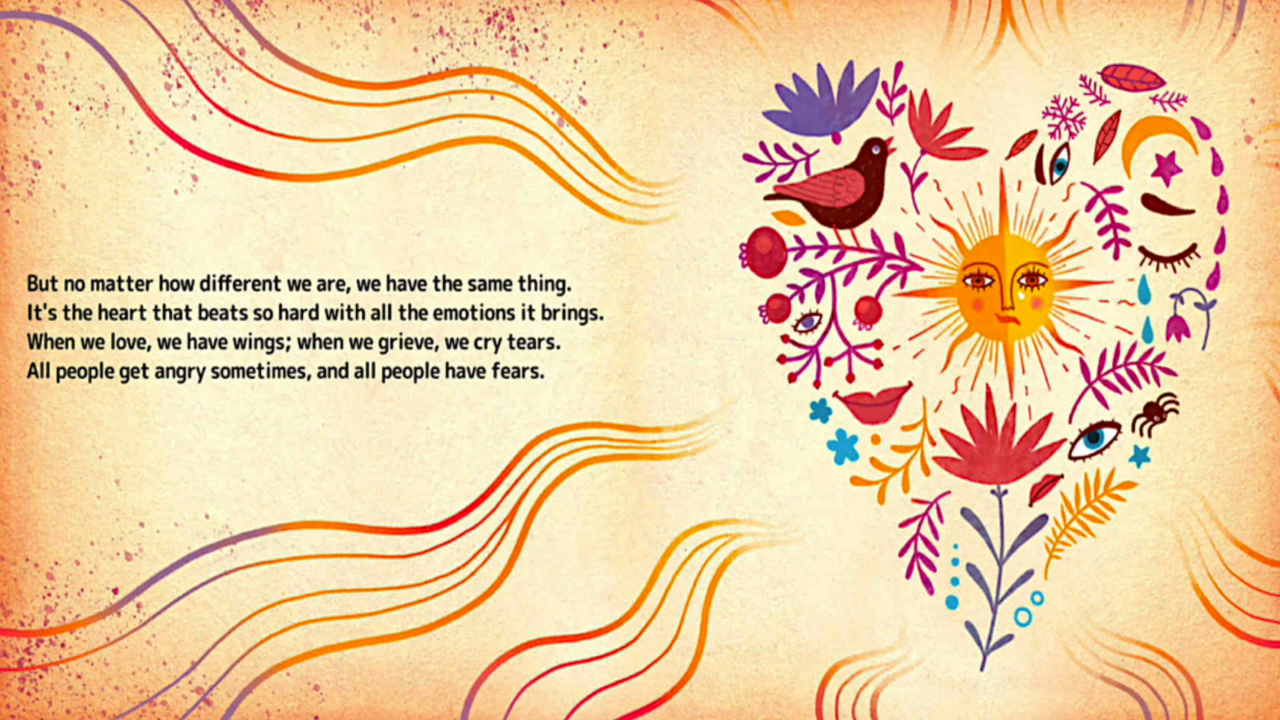 But no matter how different we are, we have the same thing.
It's the heart that beats so hard with all the emotions it brings.
When we love, we have wings; when we grieve, we cry tears.
All people get angry sometimes, and all people have fears.